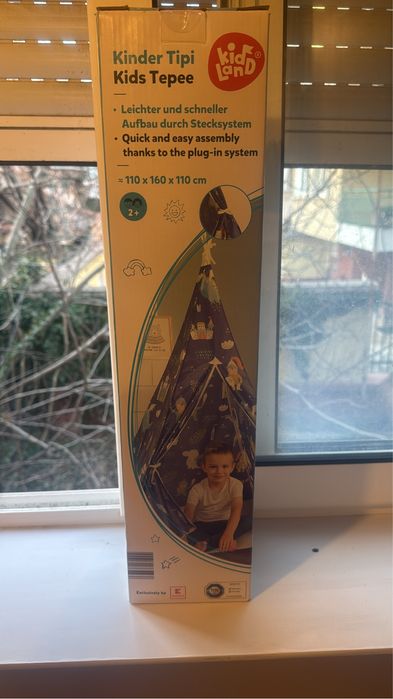 Kinder Tipi
Kids Tepee
kid
LanD®
• Leichter und schneller
Aufbau durch Stecksystem
• Quick and easy assembly
thanks to the plug-in system
≈ 110 x 160 x 110 cm
2+
Exclusively for